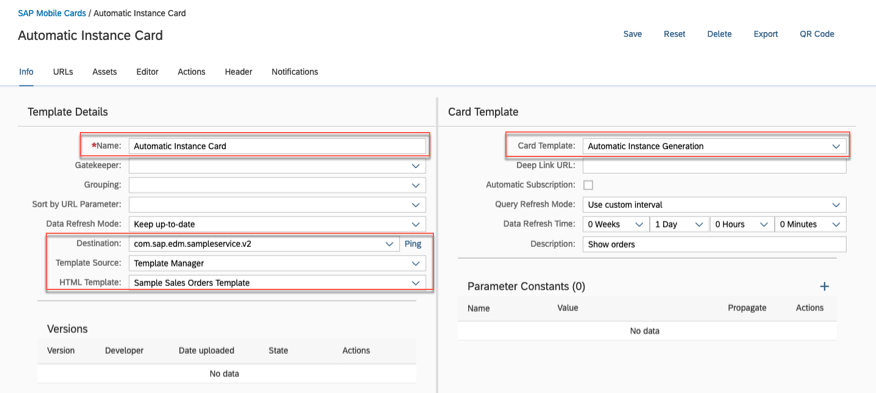 SAP Mobile Cards / Automatic Instance Card
Automatic Instance Card
Save Reset Delete Export QR Code
Info URLs Assets Editor Actions Header Notifications
Template Details
*Name: Automatic Instance Card
Gatekeeper:
Grouping:
Sort by URL Parameter:
Data Refresh Mode: Keep up-to-date
Destination: com.sap.edm.sampleservice.v2 Ping
Template Source: Template Manager
HTML Template: Sample Sales Orders Template
Versions
Version Developer Date uploaded State Actions
No data
Card Template
Card Template: Automatic Instance Generation
Deep Link URL:
Automatic Subscription:
Query Refresh Mode: Use custom interval
Data Refresh Time: 0 Weeks 1 Day 0 Hours 0 Minutes
Description: Show orders
Parameter Constants (0) +
Name Value Propagate Actions
No data